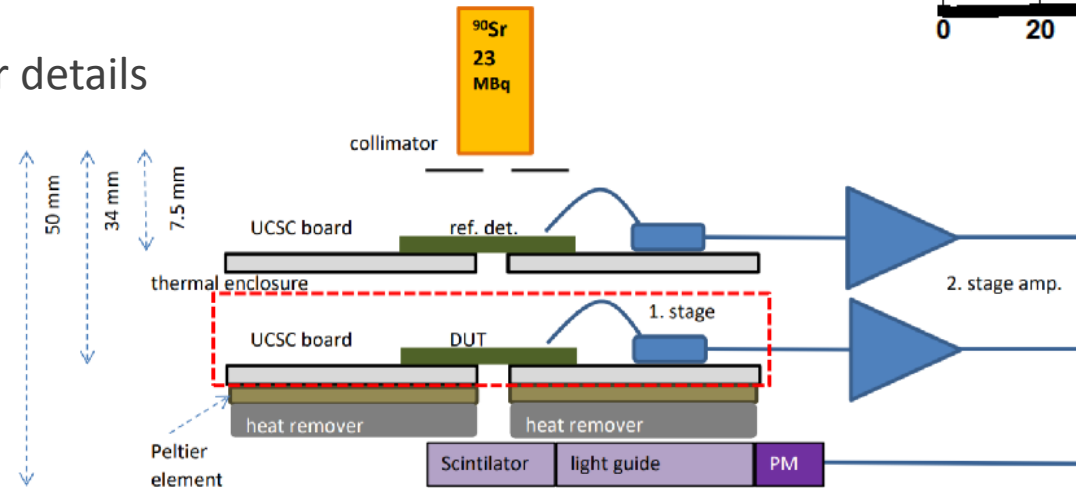 0 20
r details
90Sr
23
MBq
collimator
50 mm
34 mm
7.5 mm
UCSC board
ref. det.
thermal enclosure
2. stage amp.
1. stage
UCSC board
DUT
heat remover
heat remover
Peltier
element
Scintilator
light guide
PM